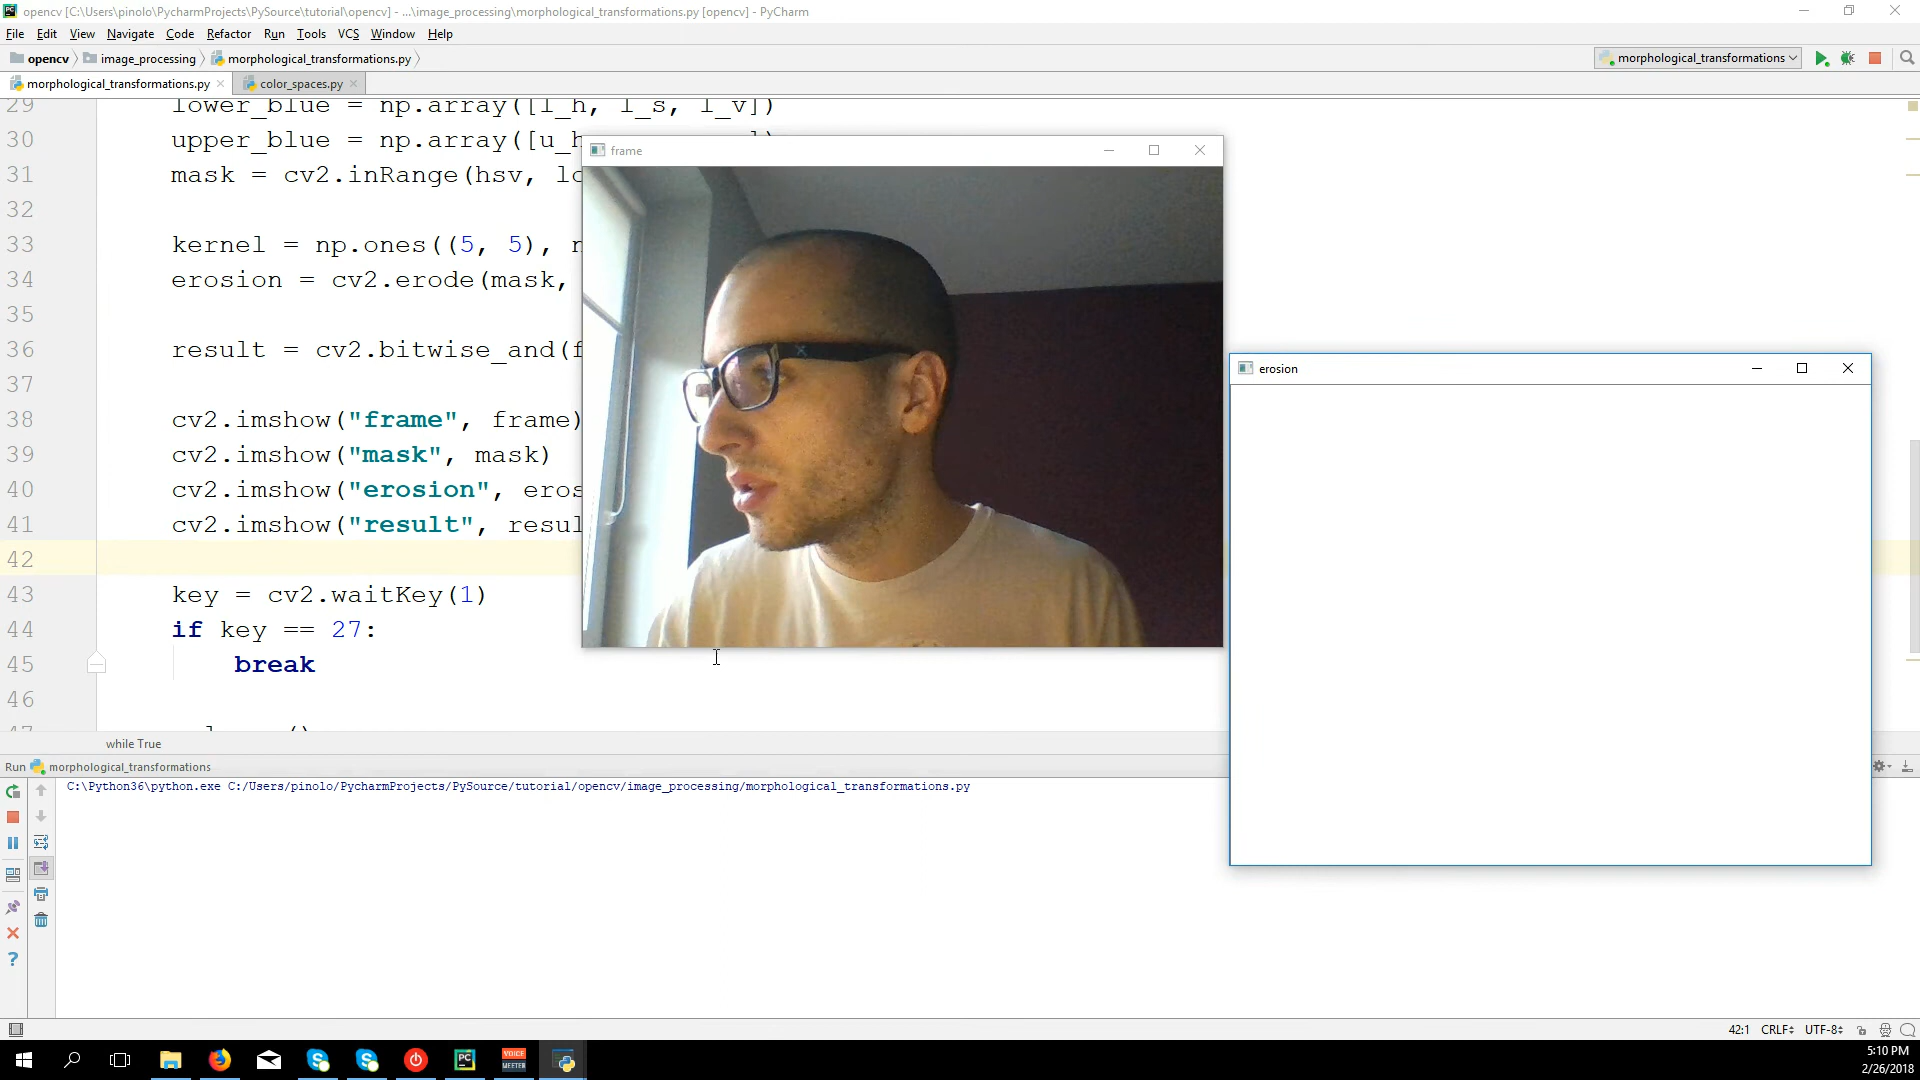 opencv [C:\Users\pinolo\PycharmProjects\PySource\tutorial\opencv] - ...\image_processing\morphological_transformations.py [opencv] - PyCharm
File Edit View Navigate Code Refactor Run Tools VCS Window Help
opencv image_processing morphological_transformations.py morphological_transformations
morphological_transformations.py color_spaces.py
29 lower_blue = np.array([l_h, l_s, l_v])
30 upper_blue = np.array([u_h
31 mask = cv2.inRange(hsv, lo
32
33 kernel = np.ones((5, 5), n
34 erosion = cv2.erode(mask,
35
36 result = cv2.bitwise_and(f
37
38 cv2.imshow("frame", frame)
39 cv2.imshow("mask", mask)
40 cv2.imshow("erosion", eros
41 cv2.imshow("result", resul
42
43 key = cv2.waitKey(1)
44 if key == 27:
45 break
46
47
frame
erosion
while True
Run morphological_transformations
C:\Python36\python.exe C:/Users/pinolo/PycharmProjects/PySource/tutorial/opencv/image_processing/morphological_transformations.py
42:1 CRLF UTF-8
PC
VOICE
MEETER
5:10 PM
2/26/2018